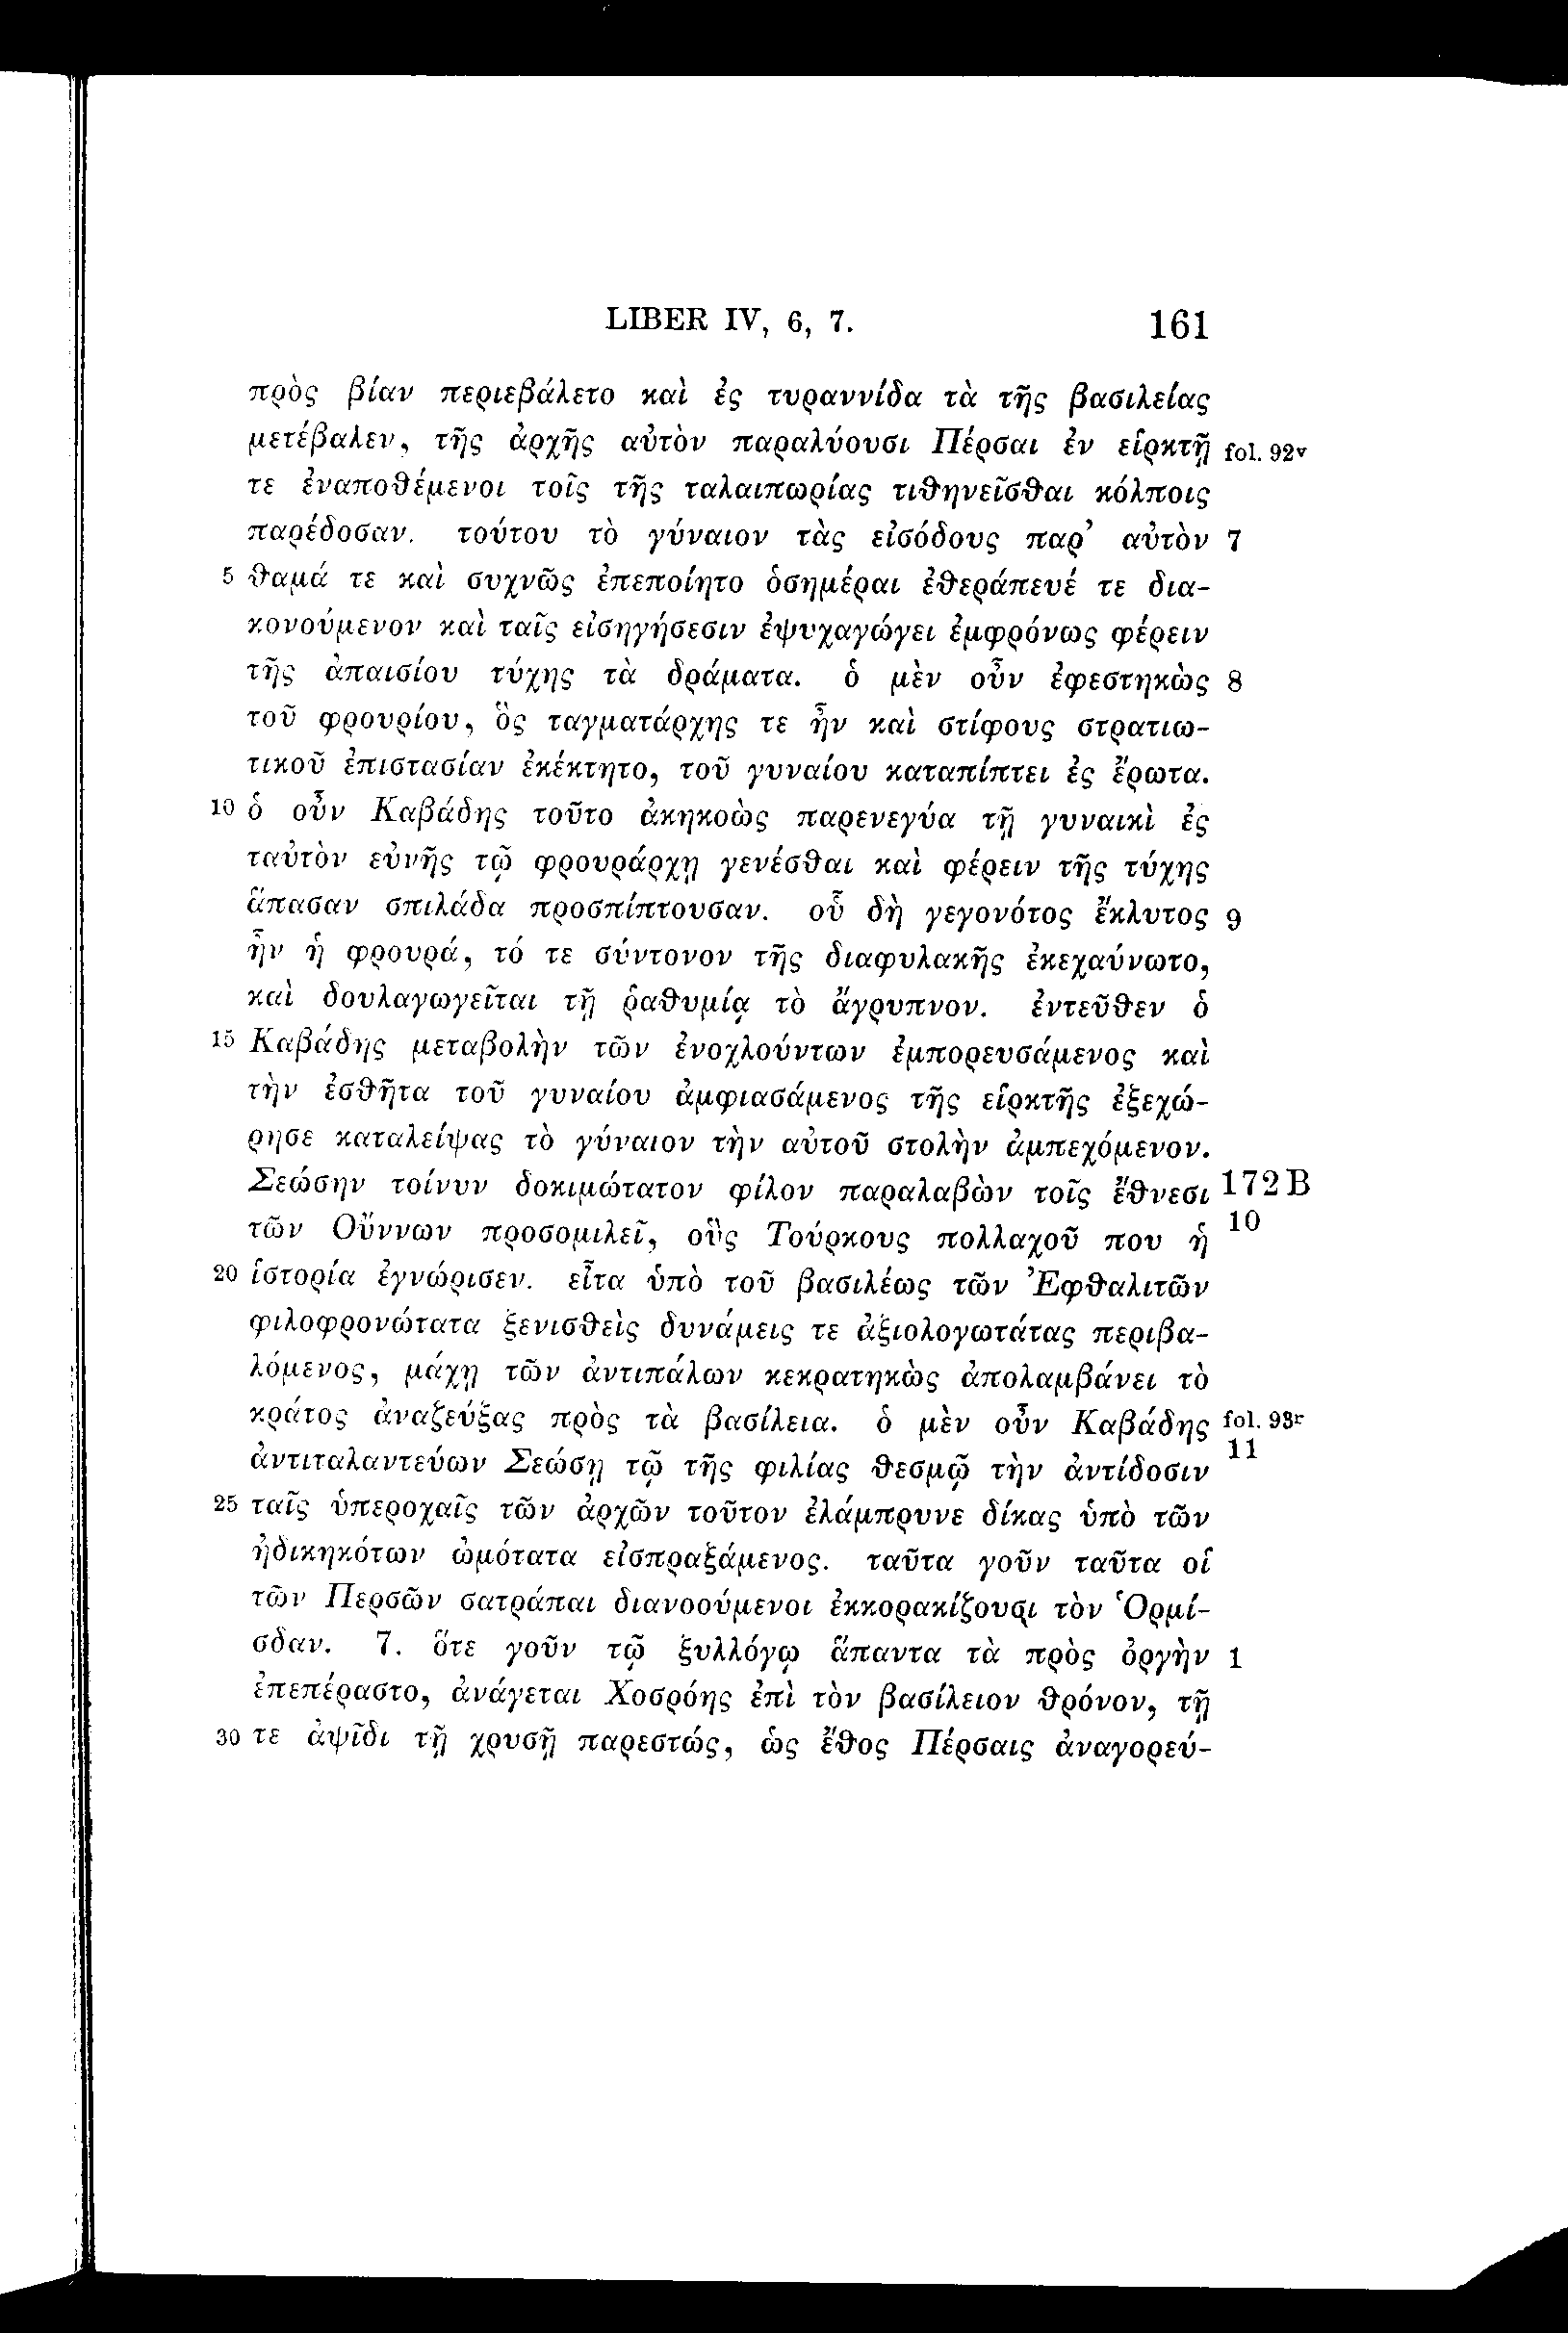 LIBER IV, 6, 7. 161
πρὸς βίαν περιεβάλετο καὶ ἐς τυραννίδα τὰ τῆς βασιλείας
μετέβαλεν, τῆς ἀρχῆς αὐτὸν παραλύουσι Πέρσαι ἐν εἱρκτῇ fol. 92v
τε ἐναποθέμενοι τοῖς τῆς ταλαιπωρίας τιθηνεῖσθαι κόλποις
παρέδοσαν. τούτου τὸ γύναιον τὰς εἰσόδους παρ’ αὐτὸν 7
5 θαμά τε καὶ συχνῶς ἐπεποίητο ὁσημέραι ἐθεράπευέ τε δια-
κονούμενον καὶ ταῖς εἰσηγήσεσιν ἐψυχαγώγει ἐμφρόνως φέρειν
τῆς ἀπαισίου τύχης τὰ δράματα. ὁ μὲν οὖν ἐφεστηκὼς 8
τοῦ φρουρίου, ὃς ταγματάρχης τε ἦν καὶ στίφους στρατιω-
τικοῦ ἐπιστασίαν ἐκέκτητο, τοῦ γυναίου καταπίπτει ἐς ἔρωτα.
10 ὁ οὖν Καβάδης τοῦτο ἀκηκοὼς παρενεγύα τῇ γυναικὶ ἐς
ταὐτὸν εὐνῆς τῷ φρουράρχῃ γενέσθαι καὶ φέρειν τῆς τύχης
ἅπασαν σπιλάδα προσπίπτουσαν. οὗ δὴ γεγονότος ἔκλυτος 9
ἦν ἡ φρουρά, τό τε σύντονον τῆς διαφυλακῆς ἐκεχαύνωτο,
καὶ δουλαγωγεῖται τῇ ῥαθυμίᾳ τὸ ἄγρυπνον. ἐντεῦθεν ὁ
15 Καβάδης μεταβολὴν τῶν ἐνοχλούντων ἐμπορευσάμενος καὶ
τὴν ἐσθῆτα τοῦ γυναίου ἀμφιασάμενος τῆς εἱρκτῆς ἐξεχώ-
ρησε καταλείψας τὸ γύναιον τὴν αὐτοῦ στολὴν ἀμπεχόμενον.
Σεώσην τοίνυν δοκιμώτατον φίλον παραλαβὼν τοῖς ἔθνεσι 172B
τῶν Οὔννων προσομιλεῖ, οὓς Τούρκους πολλαχοῦ που ἡ 10
20 ἱστορία ἐγνώρισεν. εἶτα ὑπὸ τοῦ βασιλέως τῶν Ἐφθαλιτῶν
φιλοφρονώτατα ξενισθεὶς δυνάμεις τε ἀξιολογωτάτας περιβα-
λόμενος, μάχῃ τῶν ἀντιπάλων κεκρατηκὼς ἀπολαμβάνει τὸ
κράτος ἀναζεύξας πρὸς τὰ βασίλεια. ὁ μὲν οὖν Καβάδης fol. 93r
ἀντιταλαντεύων Σεώσῃ τῷ τῆς φιλίας θεσμῷ τὴν ἀντίδοσιν 11
25 ταῖς ὑπεροχαῖς τῶν ἀρχῶν τοῦτον ἐλάμπρυνε δίκας ὑπὸ τῶν
ἠδικηκότων ὠμότατα εἰσπραξάμενος. ταῦτα γοῦν ταῦτα οἱ
τῶν Περσῶν σατράπαι διανοούμενοι ἐκκορακίζουσι τὸν Ὁρμί-
σδαν. 7. ὅτε γοῦν τῷ ξυλλόγῳ ἅπαντα τὰ πρὸς ὀργὴν 1
ἐπεπέραστο, ἀνάγεται Χοσρόης ἐπὶ τὸν βασίλειον θρόνον, τῇ
30 τε ἁψῖδι τῇ χρυσῇ παρεστώς, ὡς ἔθος Πέρσαις ἀναγορεύ-